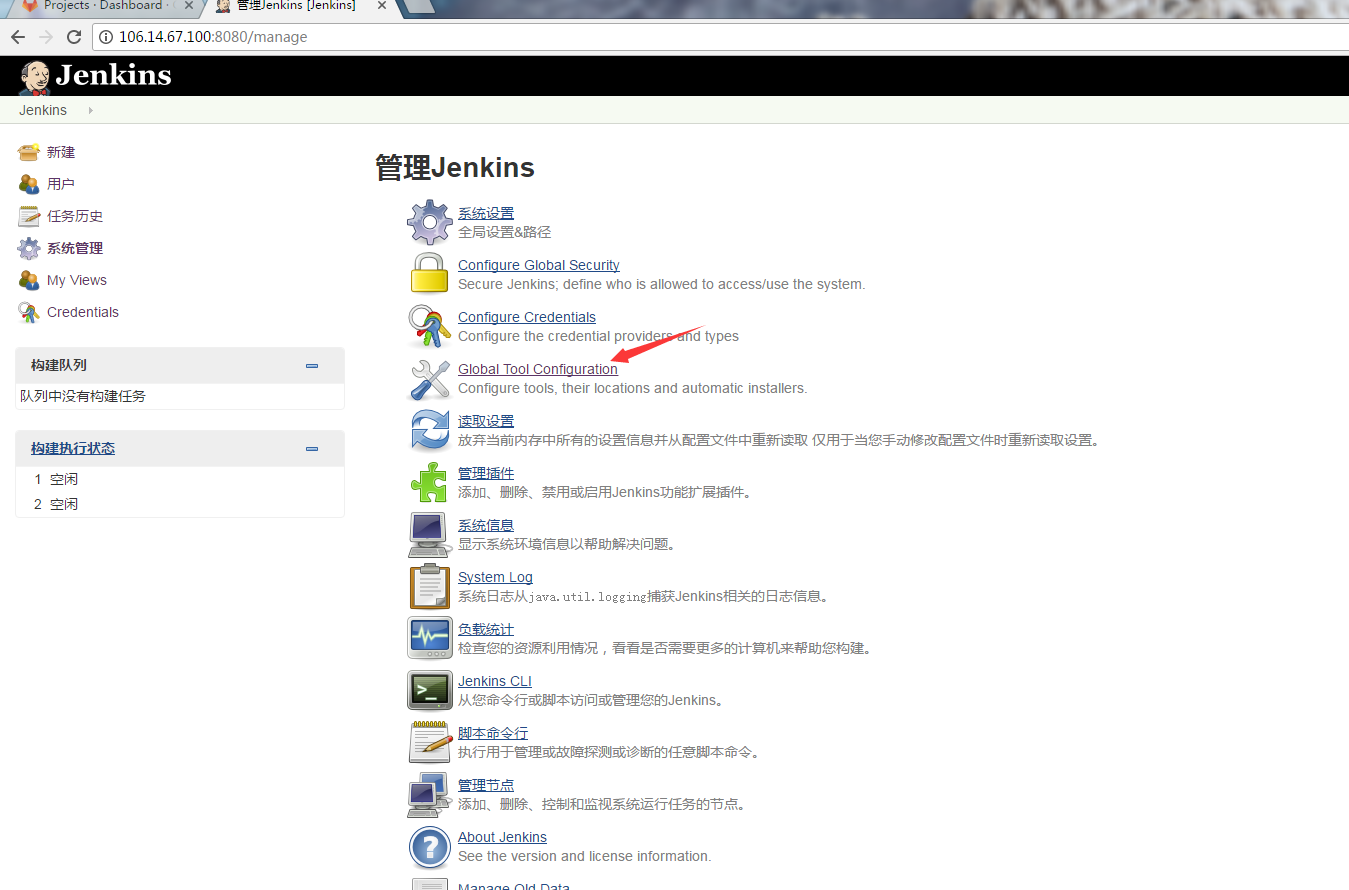 Projects · Dashboard ·
管理Jenkins [Jenkins]
106.14.67.100:8080/manage
Jenkins
Jenkins
新建
用户
任务历史
系统管理
My Views
Credentials
构建队列
队列中没有构建任务
构建执行状态
1 空闲
2 空闲
管理Jenkins
系统设置
全局设置&路径
Configure Global Security
Secure Jenkins; define who is allowed to access/use the system.
Configure Credentials
Configure the credential providers and types
Global Tool Configuration
Configure tools, their locations and automatic installers.
读取设置
放弃当前内存中所有的设置信息并从配置文件中重新读取 仅用于当您手动修改配置文件时重新读取设置。
管理插件
添加、删除、禁用或启用Jenkins功能扩展插件。
系统信息
显示系统环境信息以帮助解决问题。
System Log
系统日志从java.util.logging捕获Jenkins相关的日志信息。
负载统计
检查您的资源利用情况，看看是否需要更多的计算机来帮助您构建。
Jenkins CLI
从您命令行或脚本访问或管理您的Jenkins。
脚本命令行
执行用于管理或故障探测或诊断的任意脚本命令。
管理节点
添加、删除、控制和监视系统运行任务的节点。
About Jenkins
See the version and license information.
Manage Old Data